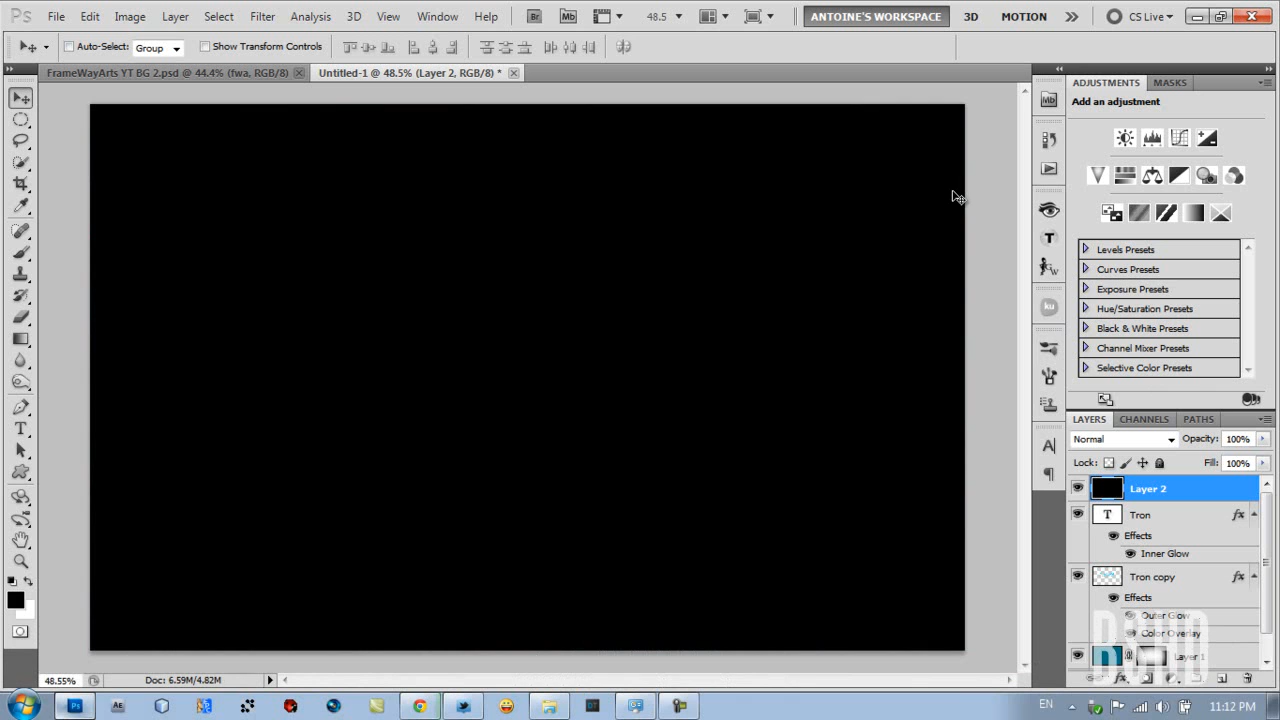 Ps File Edit Image Layer Select Filter Analysis 3D View Window Help Br Mb 48.5 ANTOINE'S WORKSPACE 3D MOTION CS Live
Auto-Select: Group Show Transform Controls
FrameWayArts YT BG 2.psd @ 44.4% (fwa, RGB/8) Untitled-1 @ 48.5% (Layer 2, RGB/8) *
ADJUSTMENTS MASKS
Mb
Add an adjustment
Levels Presets
Curves Presets
Exposure Presets
ku
Hue/Saturation Presets
Black & White Presets
Channel Mixer Presets
Selective Color Presets
LAYERS CHANNELS PATHS
Normal Opacity: 100%
Lock: Fill: 100%
Layer 2
T Tron fx
Effects
Inner Glow
Tron copy fx
Effects
Outer Glow
Color Overlay
Layer 1
48.55% Doc: 6.59M/4.82M
Ps AE EN 11:12 PM